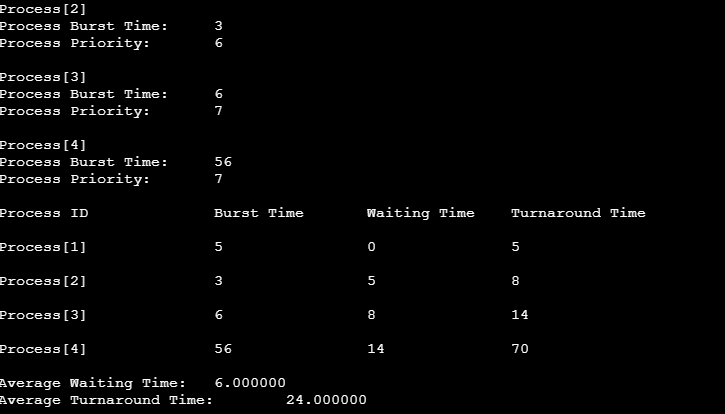 Process[2]
Process Burst Time: 3
Process Priority: 6
Process[3]
Process Burst Time: 6
Process Priority: 7
Process[4]
Process Burst Time: 56
Process Priority: 7
Process ID Burst Time Waiting Time Turnaround Time
Process[1] 5 0 5
Process[2] 3 5 8
Process[3] 6 8 14
Process[4] 56 14 70
Average Waiting Time: 6.000000
Average Turnaround Time: 24.000000